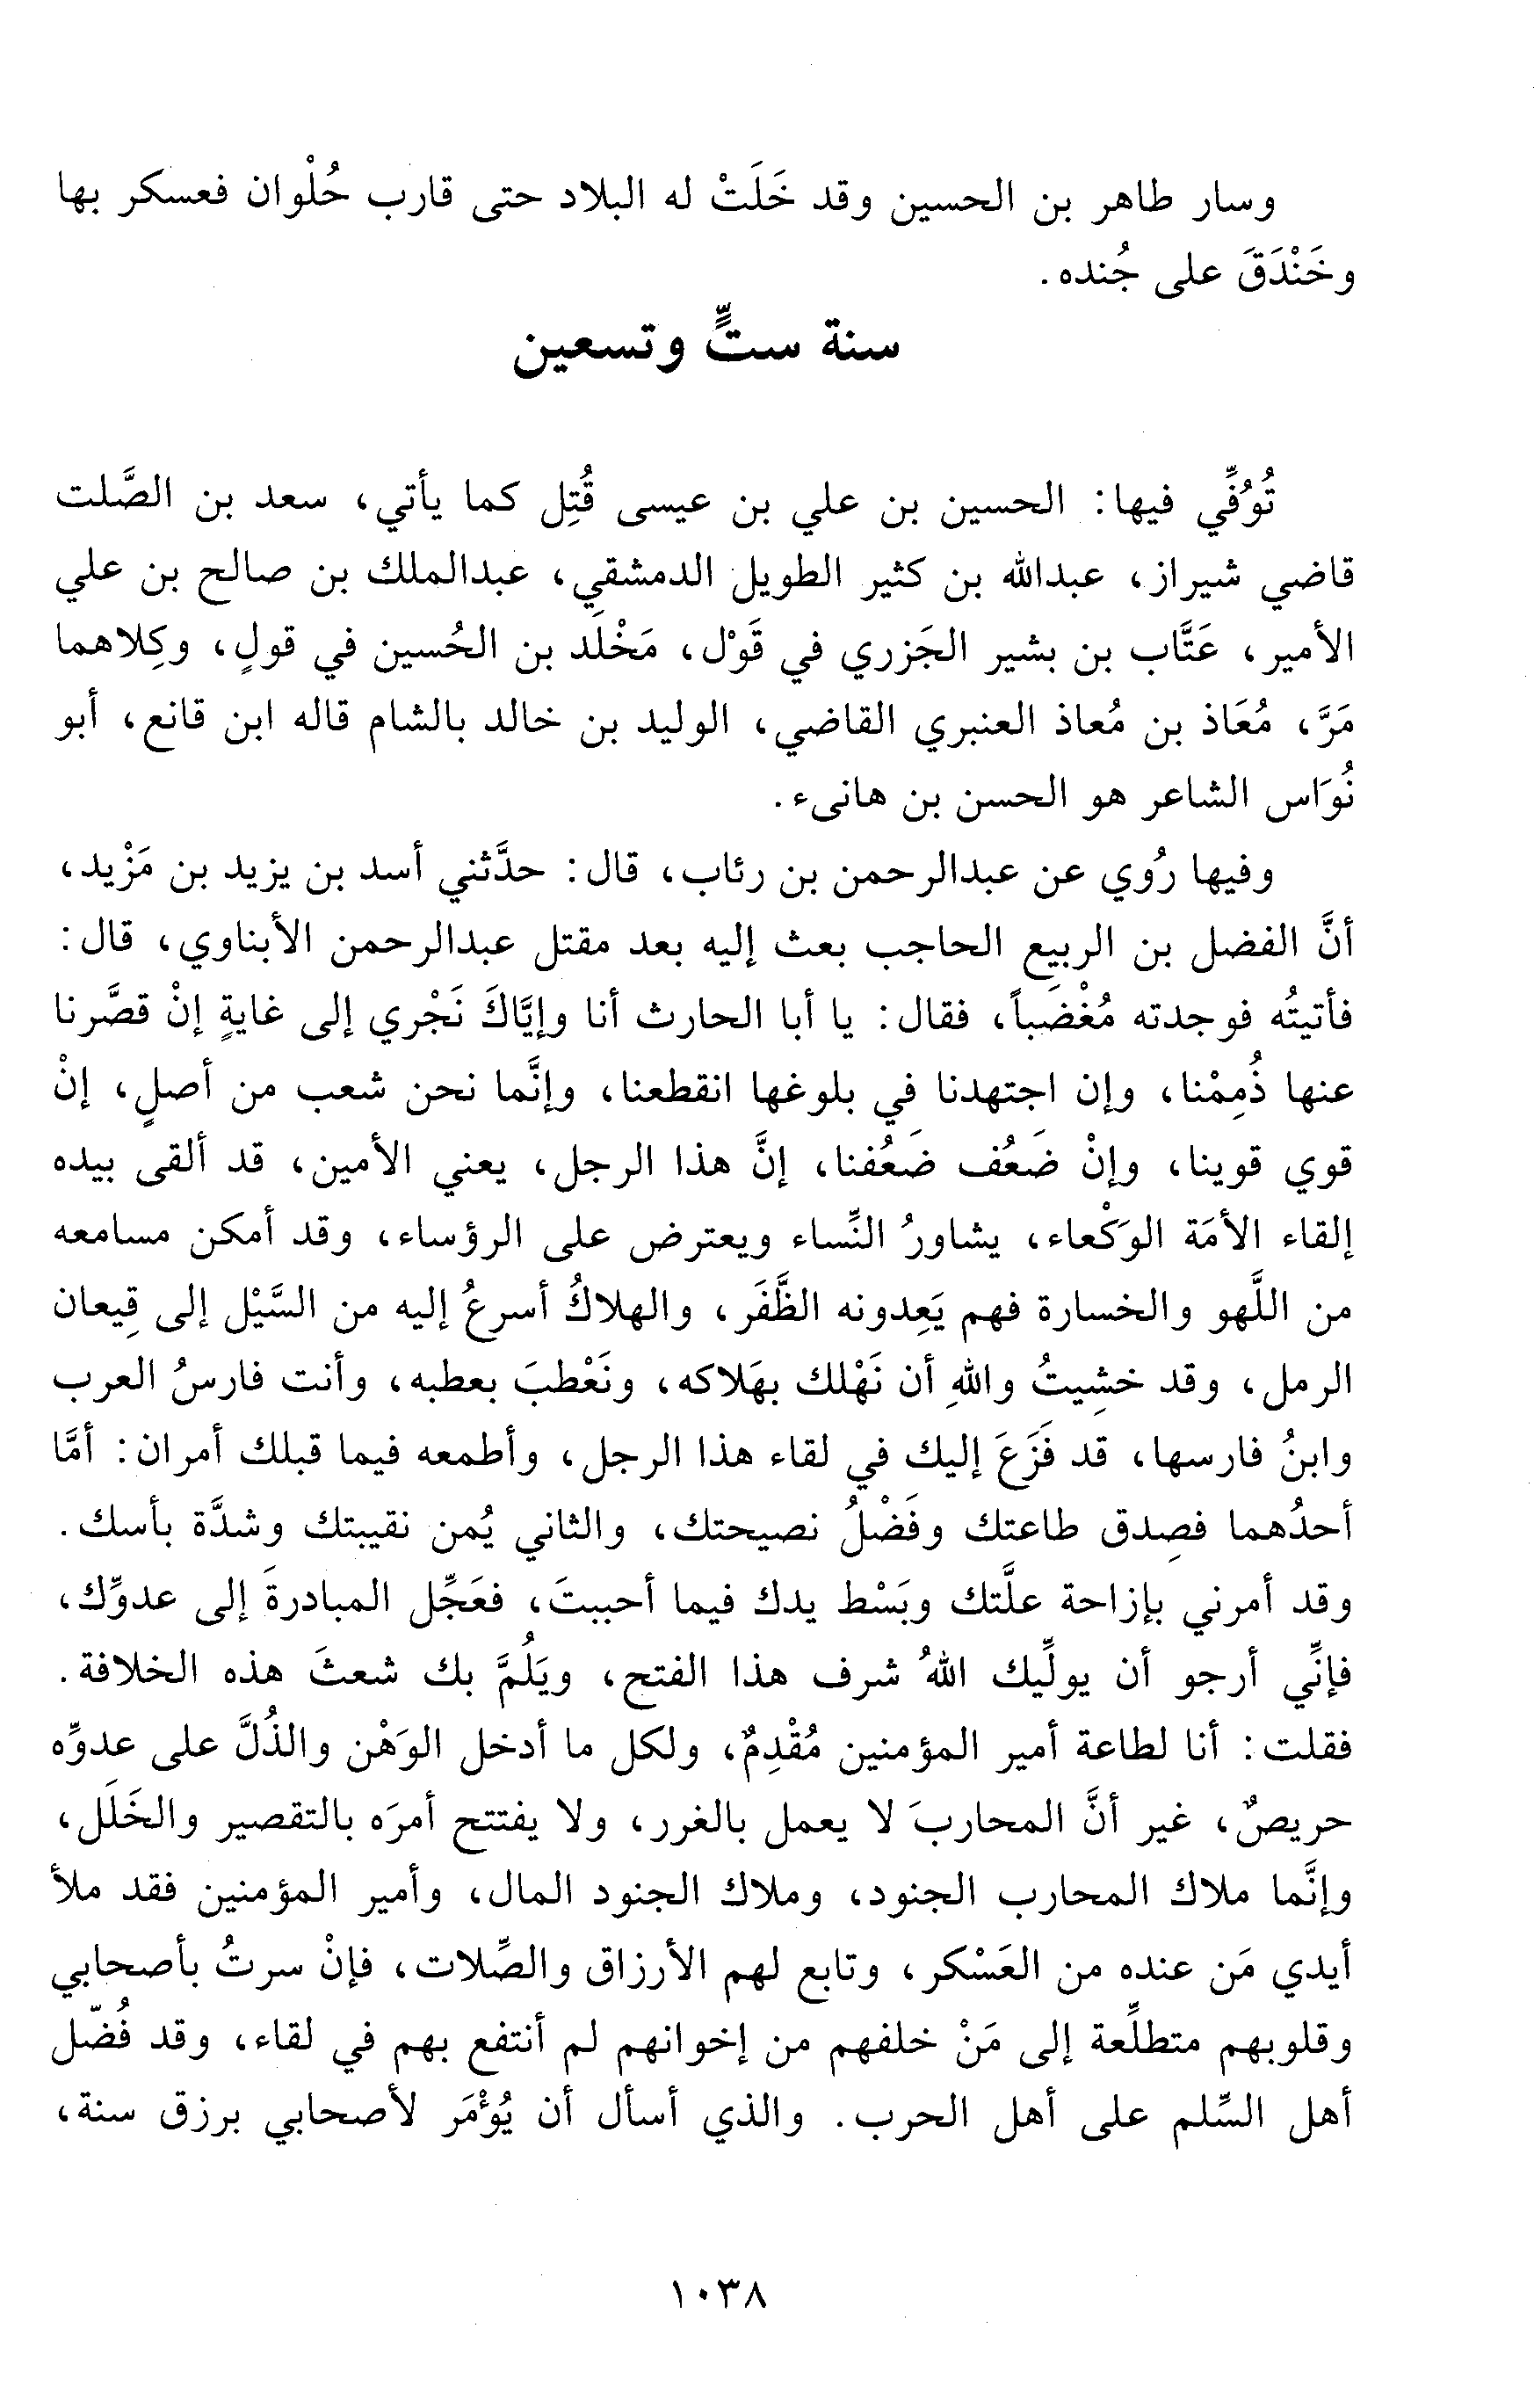 وسار طاهر بن الحسين وقد خَلَتْ له البلاد حتى قارب حُلْوان فعسكر بها
وخَنْدَقَ على جُنده.
سنة ستٍّ وتسعين
تُوُفِّي فيها: الحسين بن علي بن عيسى قُتِل كما يأتي، سعد بن الصَّلت
قاضي شيراز، عبدالله بن كثير الطويل الدمشقي، عبدالملك بن صالح بن علي
الأمير، عَتَّاب بن بشير الجَزري في قَوْل، مَخْلَد بن الحُسين في قولٍ، وكِلاهما
مَرَّ، مُعَاذ بن مُعاذ العنبري القاضي، الوليد بن خالد بالشام قاله ابن قانع، أبو
نُوَاس الشاعر هو الحسن بن هانىء.
وفيها رُوي عن عبدالرحمن بن رئاب، قال: حدَّثني أسد بن يزيد بن مَزْيد،
أنَّ الفضل بن الربيع الحاجب بعث إليه بعد مقتل عبدالرحمن الأبناوي، قال:
فأتيتُه فوجدته مُغْضَباً، فقال: يا أبا الحارث أنا وإيَّاكَ نَجْري إلى غايةٍ إنْ قصَّرنا
عنها ذُمِمْنا، وإن اجتهدنا في بلوغها انقطعنا، وإنَّما نحن شعب من أصلٍ، إنْ
قوي قوينا، وإنْ ضَعُف ضَعُفنا، إنَّ هذا الرجل، يعني الأمين، قد ألقى بيده
إلقاء الأمَة الوَكْعاء، يشاورُ النِّساء ويعترض على الرؤساء، وقد أمكن مسامعه
من اللَّهو والخسارة فهم يَعِدونه الظَّفَر، والهلاكُ أسرعُ إليه من السَّيْل إلى قِيعان
الرمل، وقد خشِيتُ واللهِ أن نَهْلك بهَلاكه، ونَعْطبَ بعطبه، وأنت فارسُ العرب
وابنُ فارسها، قد فَزَعَ إليك في لقاء هذا الرجل، وأطمعه فيما قبلك أمران: أمَّا
أحدُهما فصِدق طاعتك وفَضْلُ نصيحتك، والثاني يُمن نقيبتك وشدَّة بأسك.
وقد أمرني بإزاحة علَّتك وبَسْط يدك فيما أحببتَ، فعَجِّل المبادرةَ إلى عدوِّك،
فإنِّي أرجو أن يولِّيك اللهُ شرف هذا الفتح، ويَلُمَّ بك شعثَ هذه الخلافة.
فقلت: أنا لطاعة أمير المؤمنين مُقْدِمٌ، ولكل ما أدخل الوَهْن والذُلَّ على عدوِّه
حريصٌ، غير أنَّ المحاربَ لا يعمل بالغرر، ولا يفتتح أمرَه بالتقصير والخَلَل،
وإنَّما ملاك المحارب الجنود، وملاك الجنود المال، وأمير المؤمنين فقد ملأ
أيدي مَن عنده من العَسْكر، وتابع لهم الأرزاق والصِّلات، فإنْ سرتُ بأصحابي
وقلوبهم متطلِّعة إلى مَنْ خلفهم من إخوانهم لم أنتفع بهم في لقاء، وقد فُضّل
أهل السِّلم على أهل الحرب. والذي أسأل أن يُؤْمَر لأصحابي برزق سنة،
١٠٣٨